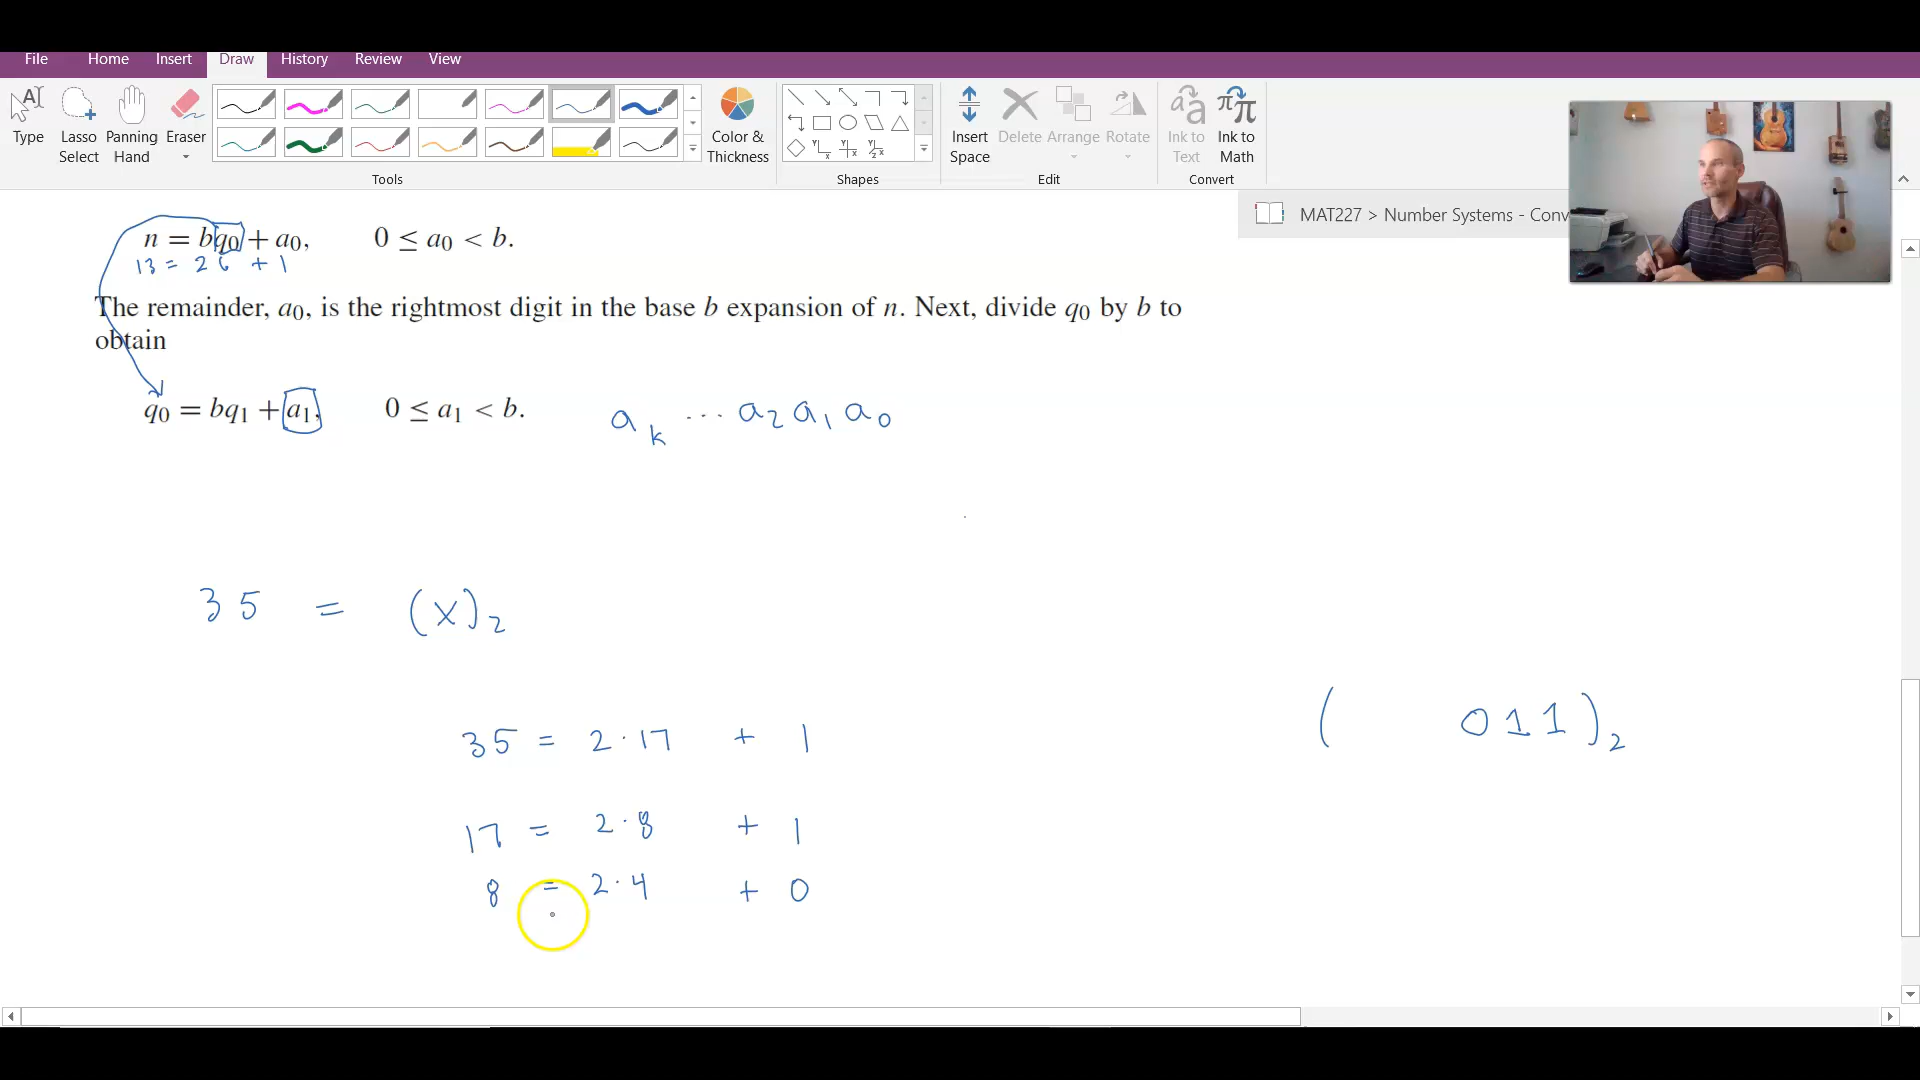 File Home Insert Draw History Review View
Type
Lasso Select
Panning Hand
Eraser
Color & Thickness
Insert Space
Delete
Arrange
Rotate
Ink to Text
Ink to Math
Tools
Shapes
Edit
Convert
MAT227 > Number Systems - Conv
n = bq₀ + a₀, 0 ≤ a₀ < b.
13 = 2 6 + 1
The remainder, a₀, is the rightmost digit in the base b expansion of n. Next, divide q₀ by b to
obtain
q₀ = bq₁ + a₁, 0 ≤ a₁ < b.
aₖ ... a₂ a₁ a₀
35 = (x)₂
( 011)₂
35 = 2·17 + 1
17 = 2·8 + 1
8 = 2·4 + 0